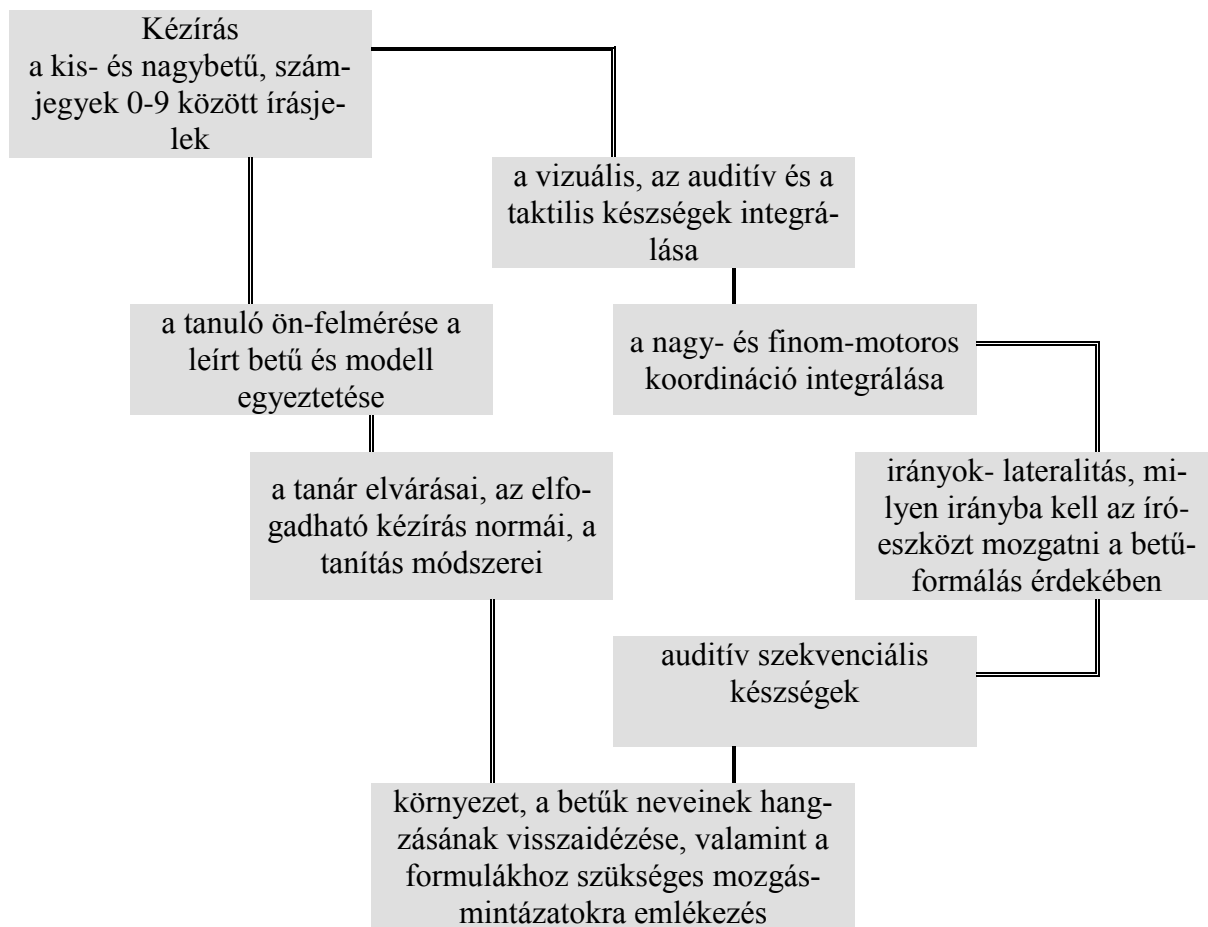 Kézírás
a kis- és nagybetű, szám-
jegyek 0-9 között írásje-
lek
a vizuális, az auditív és a
taktilis készségek integrá-
lása
a tanuló ön-felmérése a
leírt betű és modell
egyeztetése
a nagy- és finom-motoros
koordináció integrálása
a tanár elvárásai, az elfo-
gadható kézírás normái, a
tanítás módszerei
irányok- lateralitás, mi-
lyen irányba kell az író-
eszközt mozgatni a betű-
formálás érdekében
auditív szekvenciális
készségek
környezet, a betűk neveinek hang-
zásának visszaidézése, valamint a
formulákhoz szükséges mozgás-
mintázatokra emlékezés